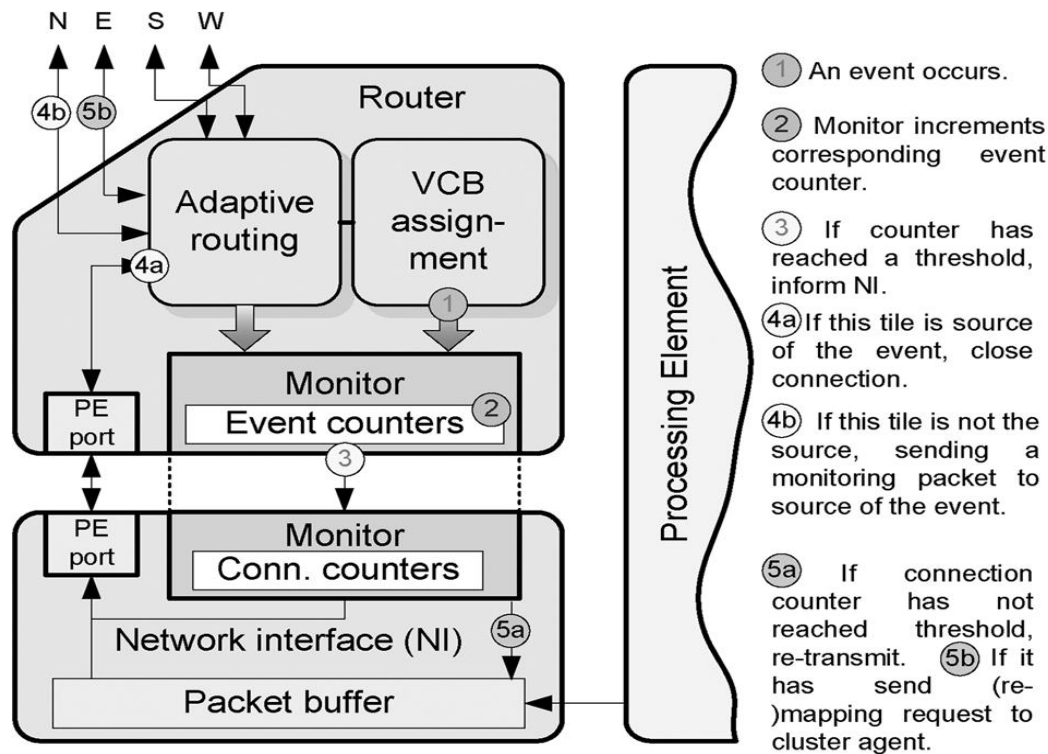 N E S W
4b 5b
Router
Adaptive
routing
VCB
assign-
ment
4a
1
Monitor
Event counters 2
PE
port
3
PE
port
Monitor
Conn. counters
5a
Network interface (NI)
Packet buffer
Processing Element
1 An event occurs.
2 Monitor increments
corresponding event
counter.
3 If counter has
reached a threshold,
inform NI.
4a If this tile is source
of the event, close
connection.
4b If this tile is not the
source, sending a
monitoring packet to
source of the event.
5a If connection
counter has not
reached threshold,
re-transmit. 5b If it
has send (re-
)mapping request to
cluster agent.